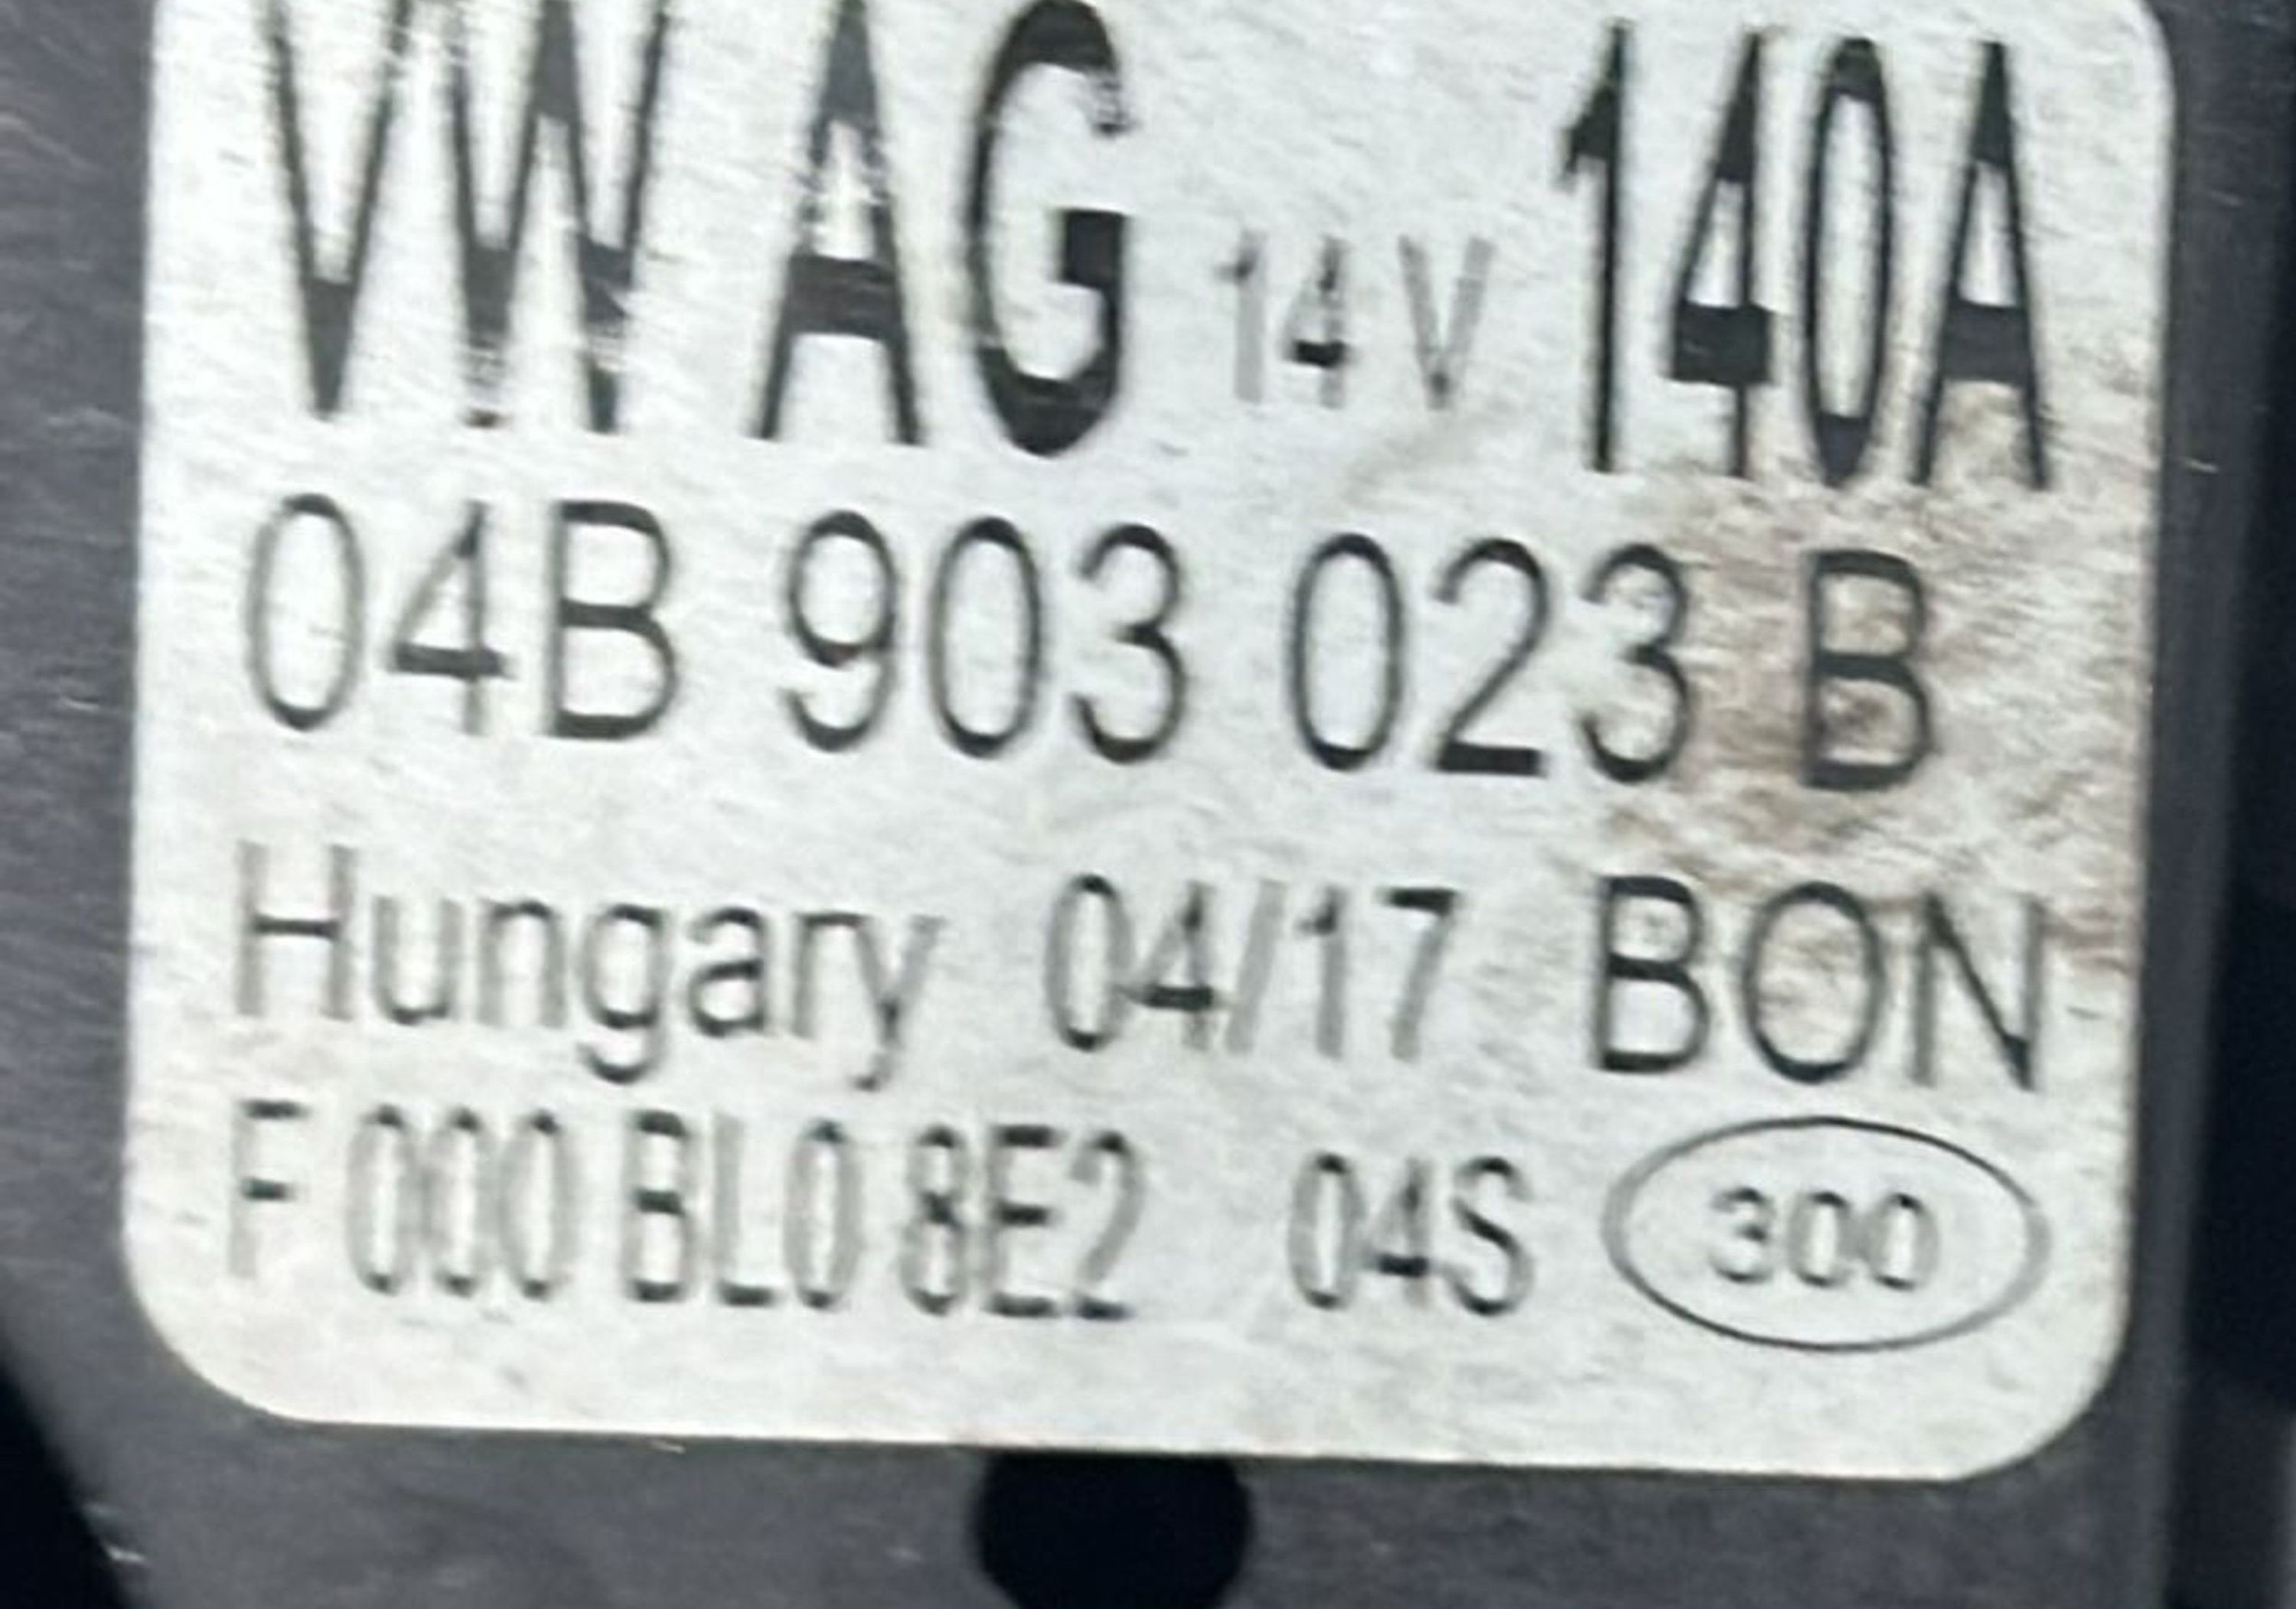 VW AG 14 V 140A
04B 903 023 B
Hungary 04/17 BON
F 000 BL0 8E2 04S 300